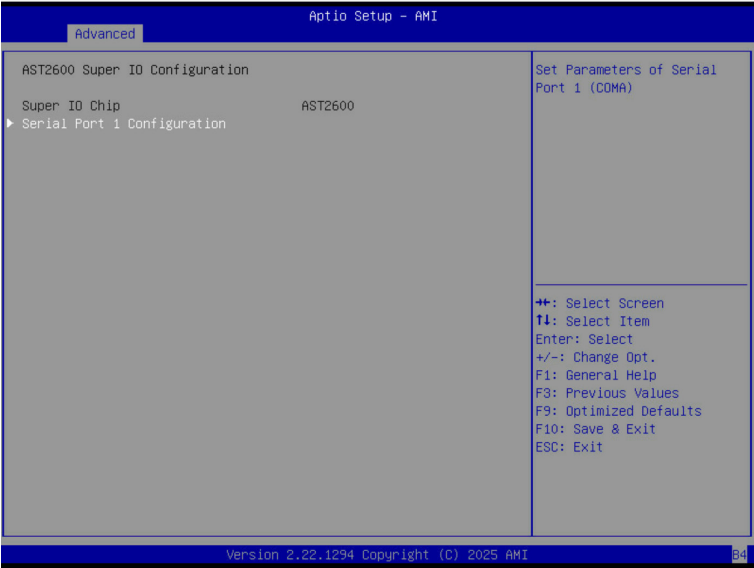 Aptio Setup – AMI
Advanced
AST2600 Super IO Configuration
Super IO Chip AST2600
Serial Port 1 Configuration
Set Parameters of Serial
Port 1 (COMA)
→←: Select Screen
↑↓: Select Item
Enter: Select
+/-: Change Opt.
F1: General Help
F3: Previous Values
F9: Optimized Defaults
F10: Save & Exit
ESC: Exit
Version 2.22.1294 Copyright (C) 2025 AMI
B4